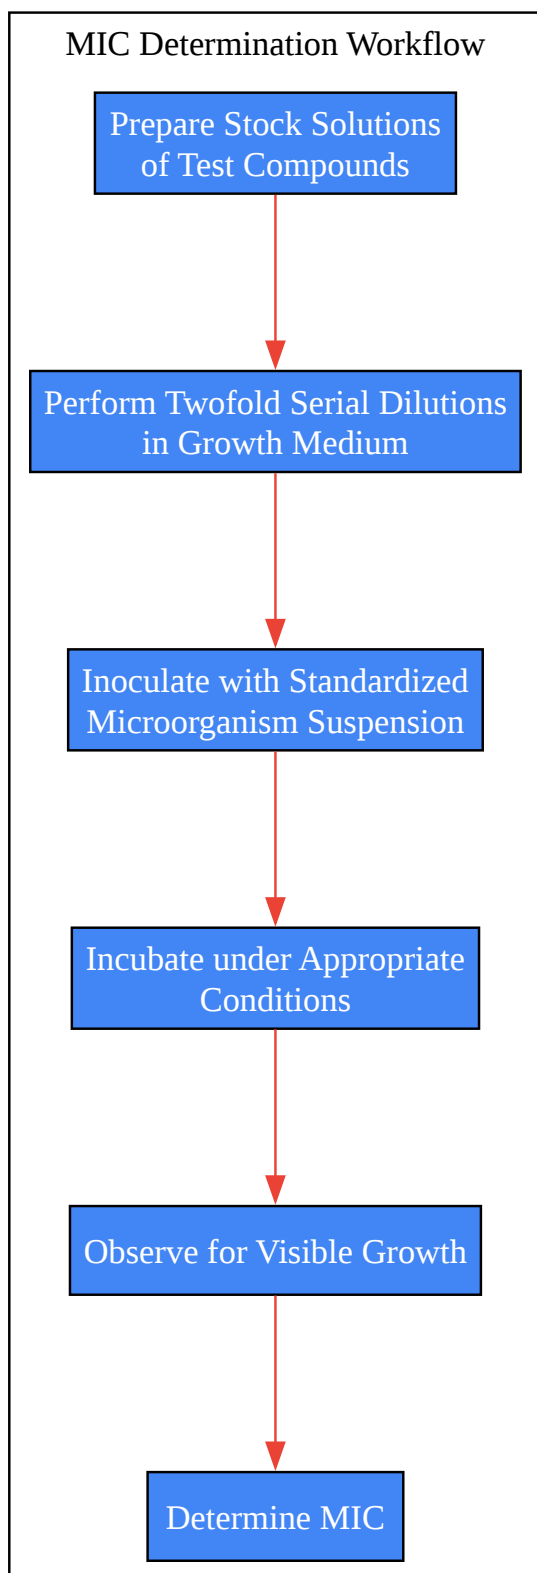 MIC Determination Workflow
Prepare Stock Solutions
of Test Compounds
Perform Twofold Serial Dilutions
in Growth Medium
Inoculate with Standardized
Microorganism Suspension
Incubate under Appropriate
Conditions
Observe for Visible Growth
Determine MIC